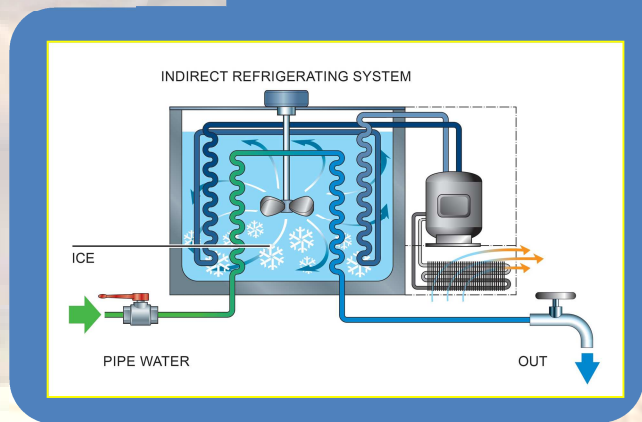 INDIRECT REFRIGERATING SYSTEM
ICE
PIPE WATER
OUT